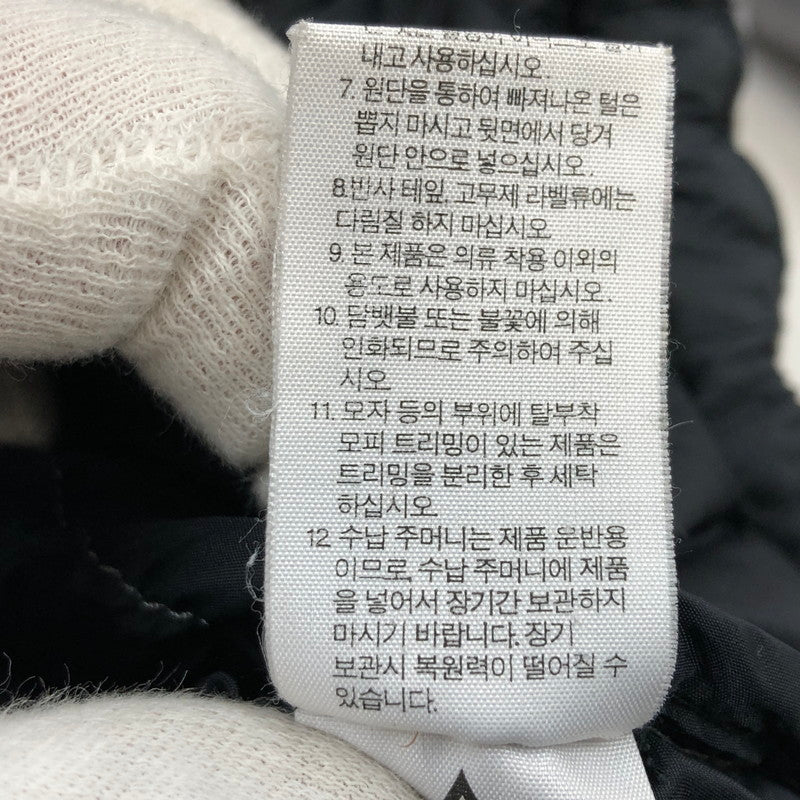 내고 사용하십시오.
7. 원단을 통하여 빠져나온 털은
뽑지 마시고 뒷면에서 당겨
원단 안으로 넣으십시오.
8.반사 테잎, 고무제 라벨류에는
다림질 하지 마십시오.
9. 본 제품은 의류 착용 이외의
용도로 사용하지 마십시오.
10. 담뱃불 또는 불꽃에 의해
인화되므로 주의하여 주십
시오.
11. 모자 등의 부위에 탈부착
모피 트리밍이 있는 제품은
트리밍을 분리한 후 세탁
하십시오.
12. 수납 주머니는 제품 운반용
이므로, 수납 주머니에 제품
을 넣어서 장기간 보관하지
마시기 바랍니다. 장기
보관시 복원력이 떨어질 수
있습니다.